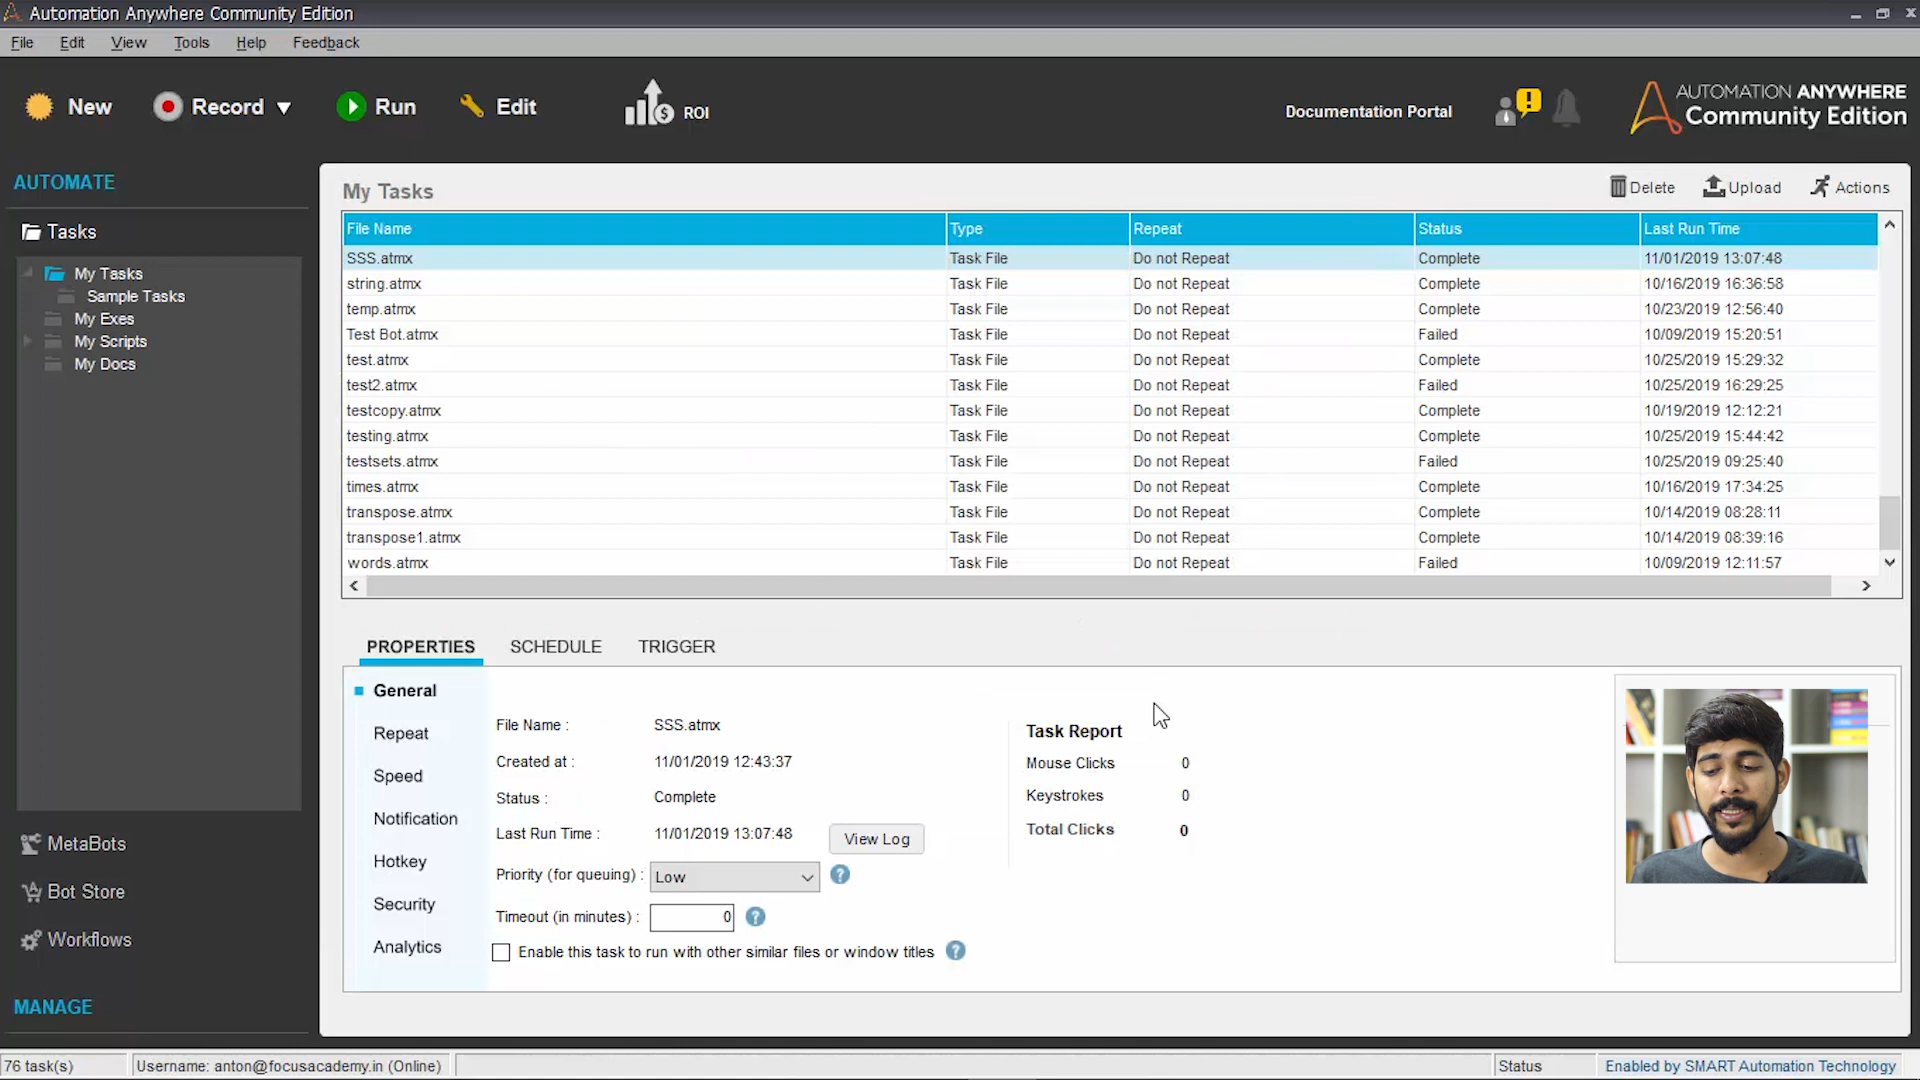 Automation Anywhere Community Edition
File Edit View Tools Help Feedback
New Record Run Edit ROI Documentation Portal
AUTOMATION ANYWHERE
Community Edition
AUTOMATE
Tasks
My Tasks
Sample Tasks
My Exes
My Scripts
My Docs
MetaBots
Bot Store
Workflows
MANAGE
My Tasks Delete Upload Actions
File Name Type Repeat Status Last Run Time
SSS.atmx Task File Do not Repeat Complete 11/01/2019 13:07:48
string.atmx Task File Do not Repeat Complete 10/16/2019 16:36:58
temp.atmx Task File Do not Repeat Complete 10/23/2019 12:56:40
Test Bot.atmx Task File Do not Repeat Failed 10/09/2019 15:20:51
test.atmx Task File Do not Repeat Complete 10/25/2019 15:29:32
test2.atmx Task File Do not Repeat Failed 10/25/2019 16:29:25
testcopy.atmx Task File Do not Repeat Complete 10/19/2019 12:12:21
testing.atmx Task File Do not Repeat Complete 10/25/2019 15:44:42
testsets.atmx Task File Do not Repeat Failed 10/25/2019 09:25:40
times.atmx Task File Do not Repeat Complete 10/16/2019 17:34:25
transpose.atmx Task File Do not Repeat Complete 10/14/2019 08:28:11
transpose1.atmx Task File Do not Repeat Complete 10/14/2019 08:39:16
words.atmx Task File Do not Repeat Failed 10/09/2019 12:11:57
PROPERTIES SCHEDULE TRIGGER
General
Repeat
Speed
Notification
Hotkey
Security
Analytics
File Name : SSS.atmx
Created at : 11/01/2019 12:43:37
Status : Complete
Last Run Time : 11/01/2019 13:07:48 View Log
Priority (for queuing) : Low ?
Timeout (in minutes) : 0 ?
Enable this task to run with other similar files or window titles ?
Task Report
Mouse Clicks 0
Keystrokes 0
Total Clicks 0
76 task(s) Username: anton@focusacademy.in (Online) Status Enabled by SMART Automation Technology